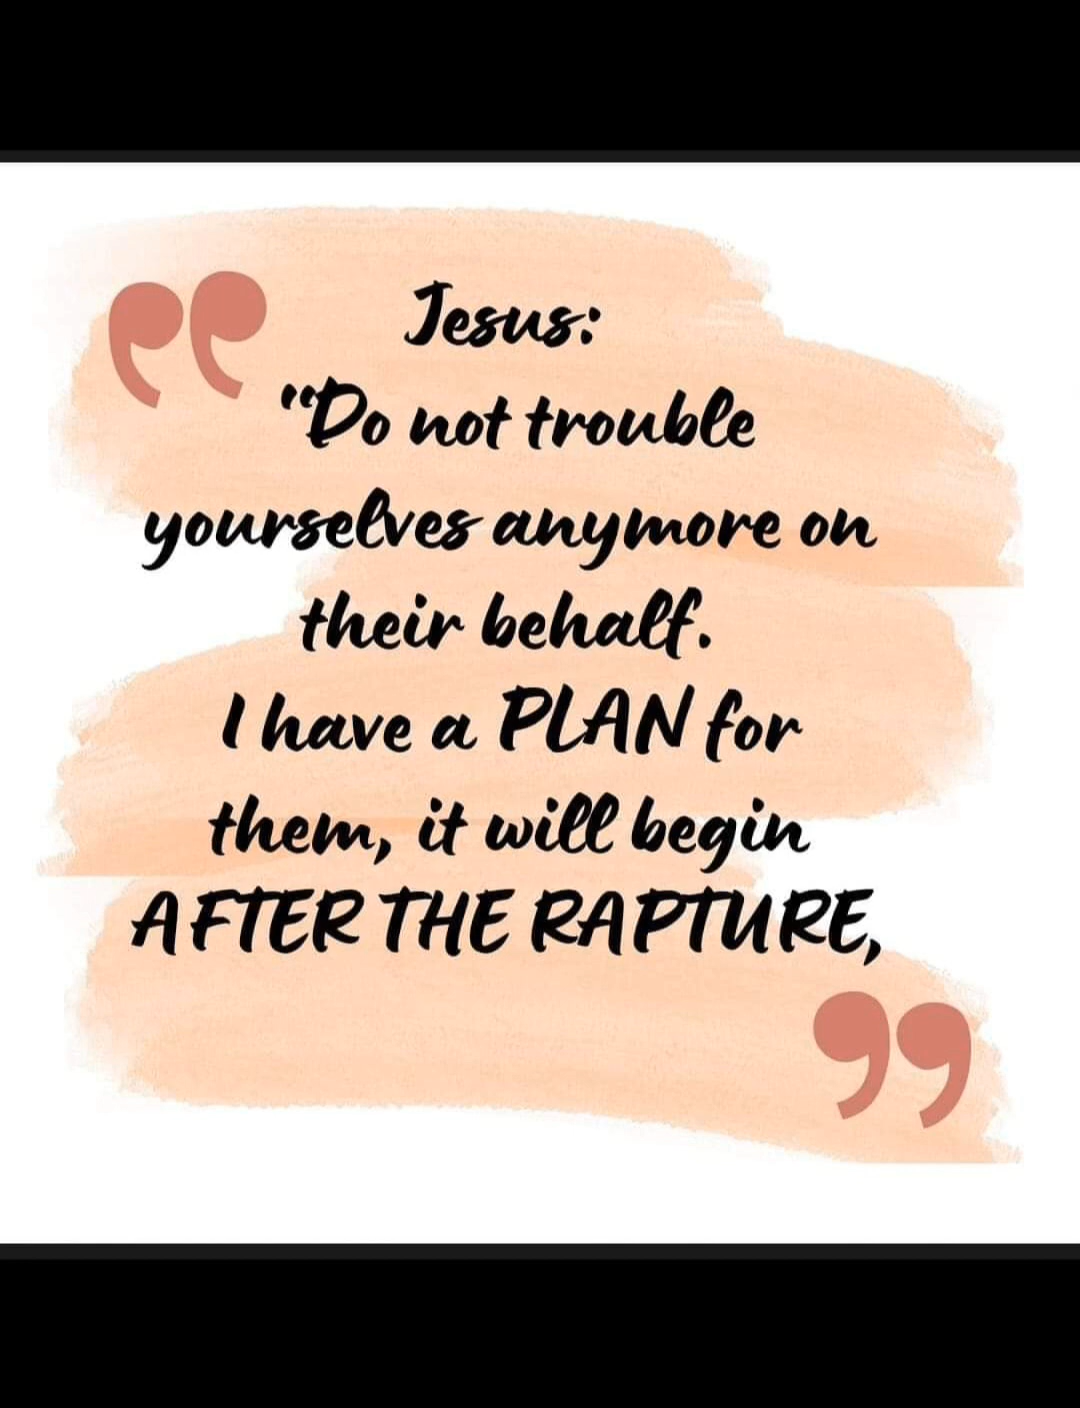 Jesus:
"Do not trouble
yourselves anymore on
their behalf.
I have a PLAN for
them, it will begin
AFTER THE RAPTURE,
"